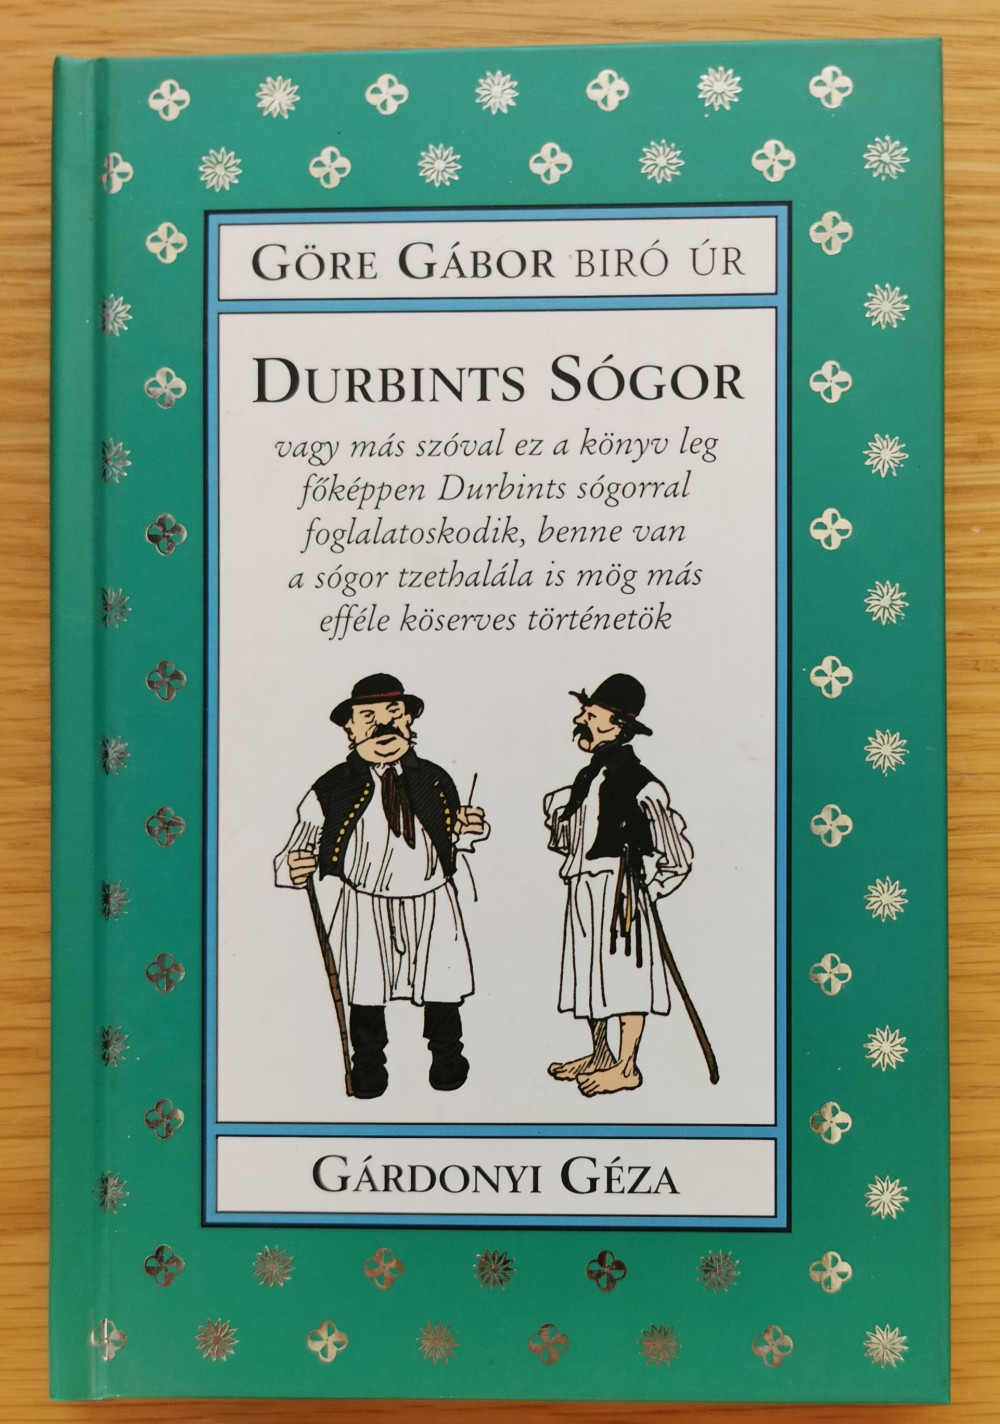 GÖRE GÁBOR BIRÓ ÚR
DURBINTS SÓGOR
vagy más szóval ez a könyv leg
főképpen Durbints sógorral
foglalatoskodik, benne van
a sógor tzethalála is mög más
efféle köserves történetök
GÁRDONYI GÉZA